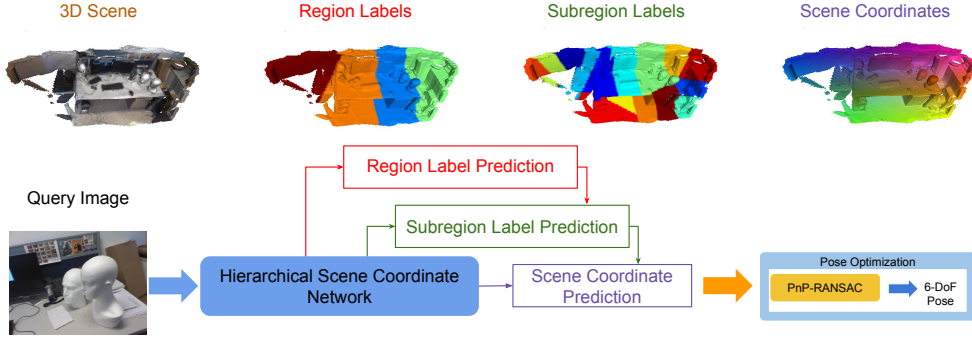 3D Scene
Region Labels
Subregion Labels
Scene Coordinates
Region Label Prediction
Query Image
Subregion Label Prediction
Hierarchical Scene Coordinate
Network
Scene Coordinate
Prediction
Pose Optimization
PnP-RANSAC
6-DoF
Pose